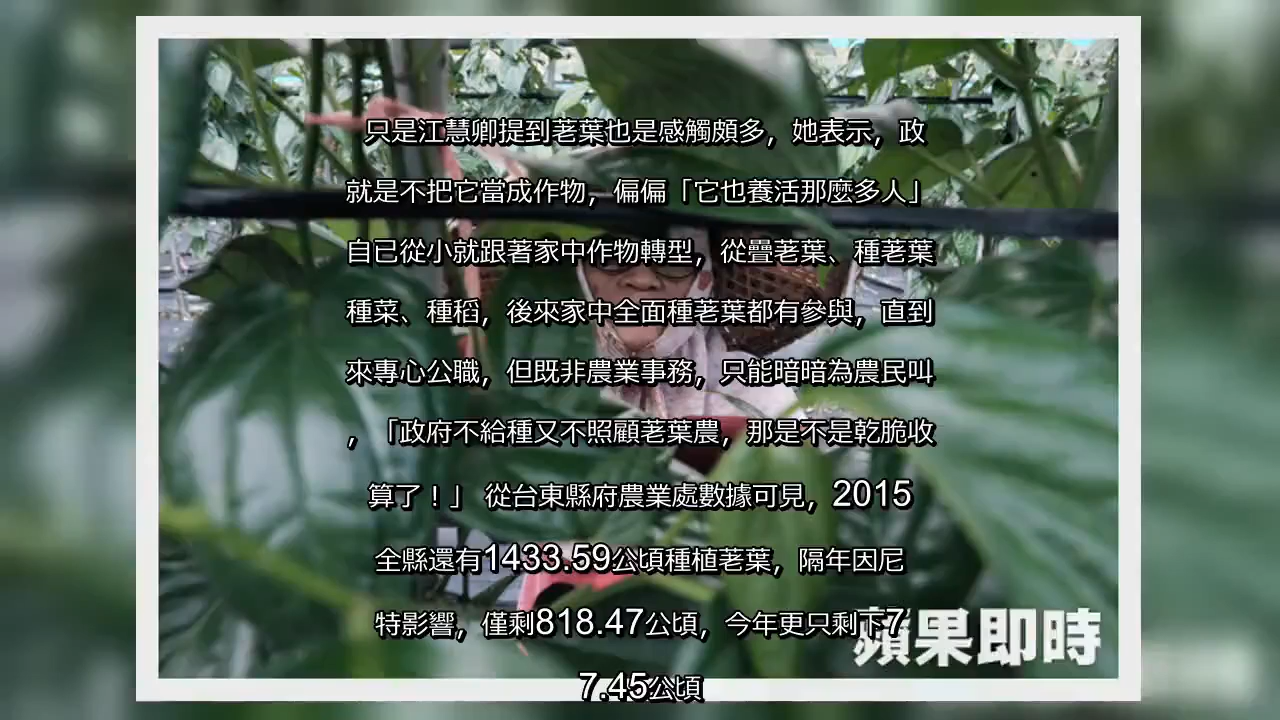 只是江慧卿提到荖葉也是感觸頗多，她表示，政
就是不把它當成作物，偏偏「它也養活那麼多人」
自已從小就跟著家中作物轉型，從疊荖葉、種荖葉
種菜、種稻，後來家中全面種荖葉都有參與，直到
來專心公職，但既非農業事務，只能暗暗為農民叫
，「政府不給種又不照顧荖葉農，那是不是乾脆收
算了！」 從台東縣府農業處數據可見，2015
全縣還有1433.59公頃種植荖葉，隔年因尼
特影響，僅剩818.47公頃，今年更只剩下7
7.45公頃
蘋果即時